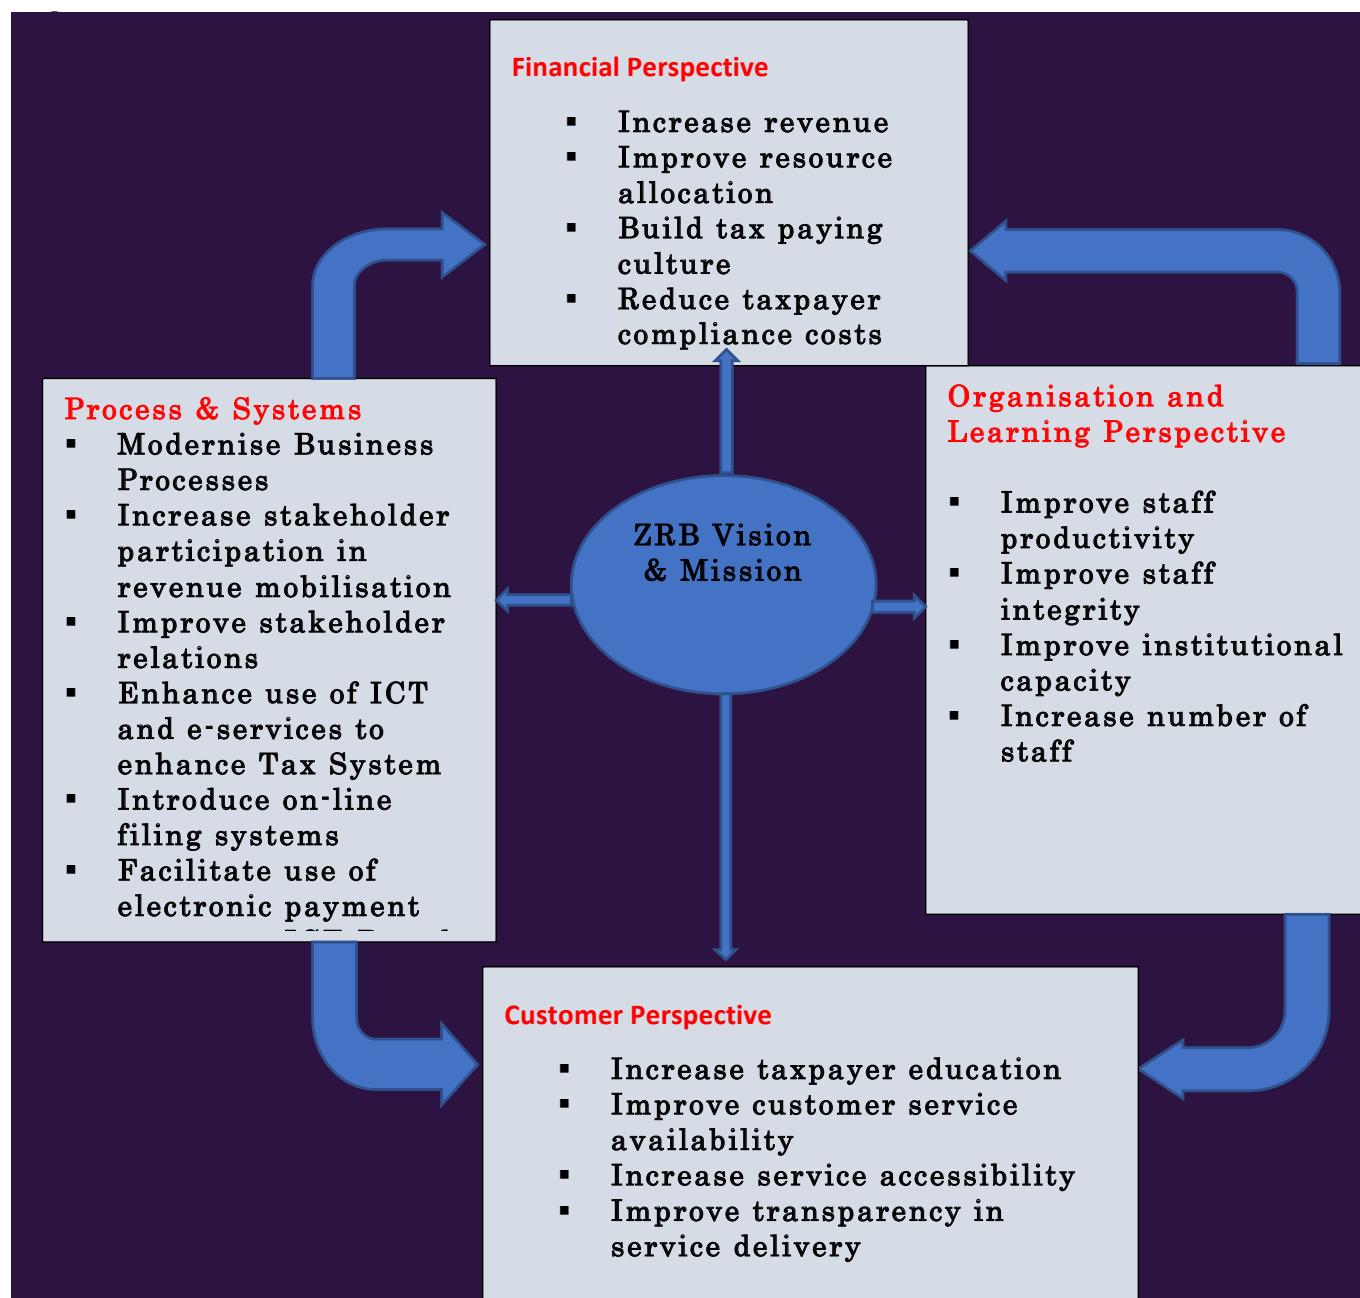 Financial Perspective
▪ Increase revenue
▪ Improve resource
allocation
▪ Build tax paying
culture
▪ Reduce taxpayer
compliance costs
Process & Systems
▪ Modernise Business
Processes
▪ Increase stakeholder
participation in
revenue mobilisation
▪ Improve stakeholder
relations
▪ Enhance use of ICT
and e-services to
enhance Tax System
▪ Introduce on-line
filing systems
▪ Facilitate use of
electronic payment
ZRB Vision
& Mission
Organisation and
Learning Perspective
▪ Improve staff
productivity
▪ Improve staff
integrity
▪ Improve institutional
capacity
▪ Increase number of
staff
Customer Perspective
▪ Increase taxpayer education
▪ Improve customer service
availability
▪ Increase service accessibility
▪ Improve transparency in
service delivery